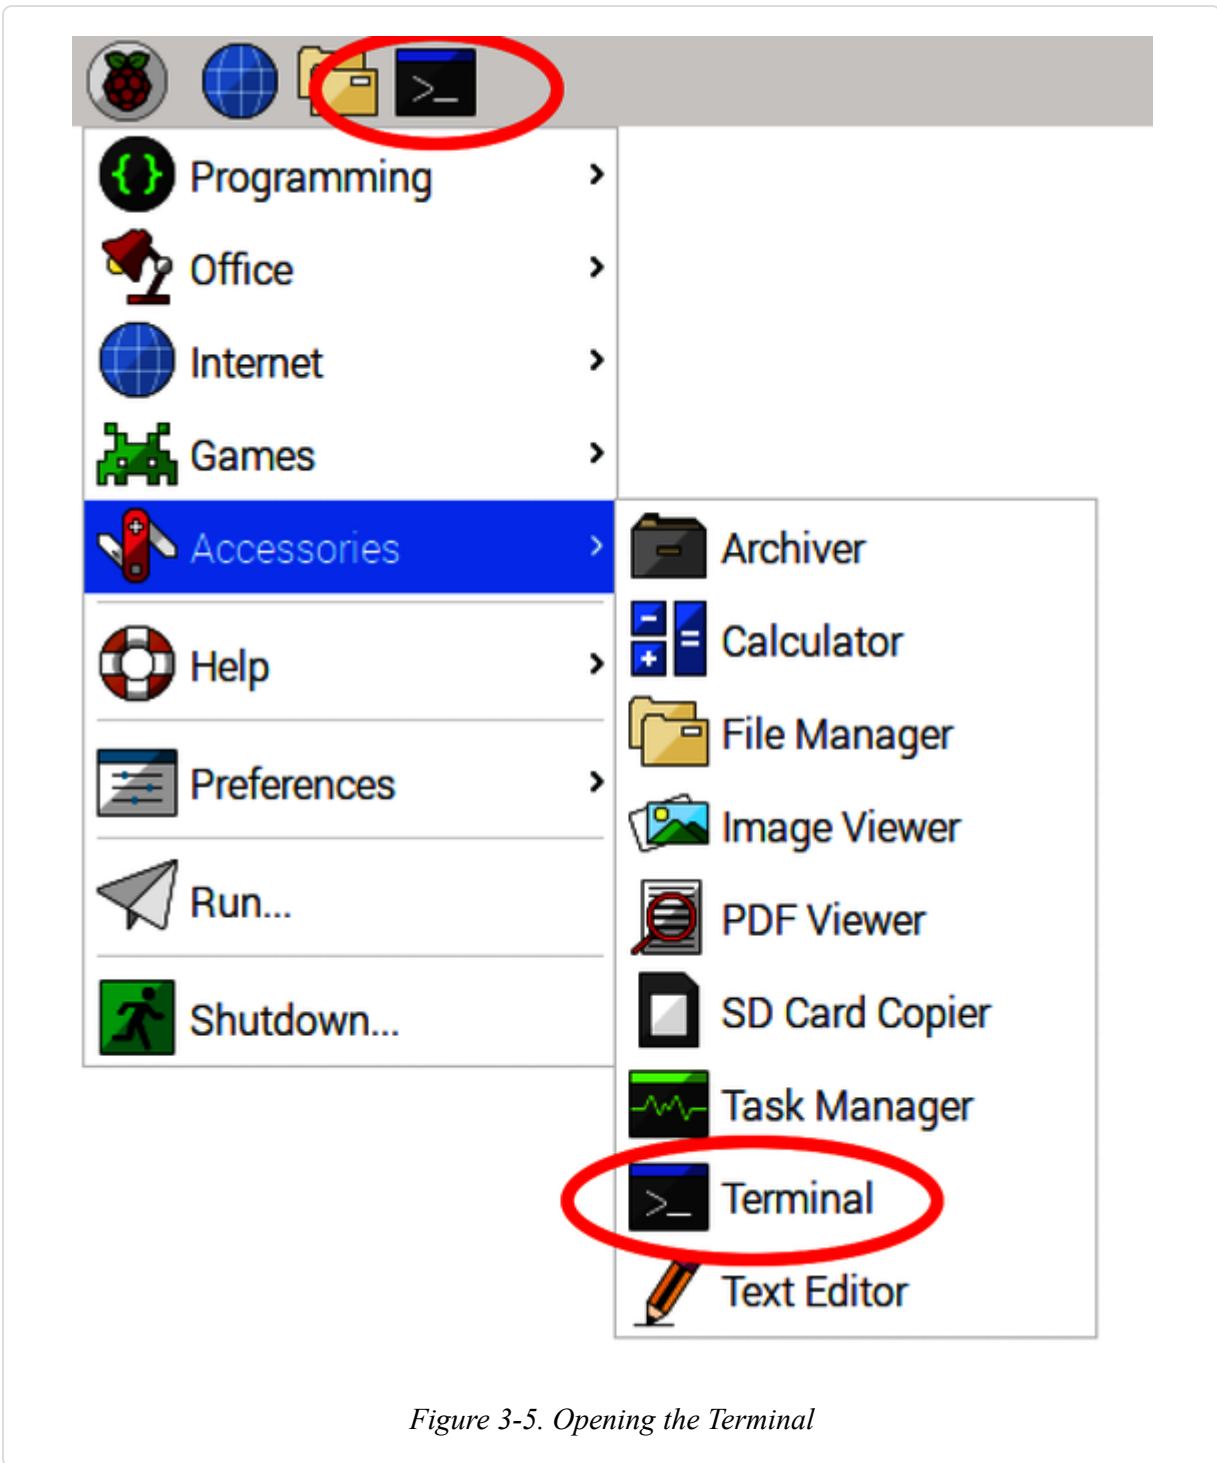 >_
Programming
Office
Internet
Games
Accessories
Help
Preferences
Run...
Shutdown...
Archiver
Calculator
File Manager
Image Viewer
PDF Viewer
SD Card Copier
Task Manager
>_ Terminal
Text Editor
Figure 3-5. Opening the Terminal